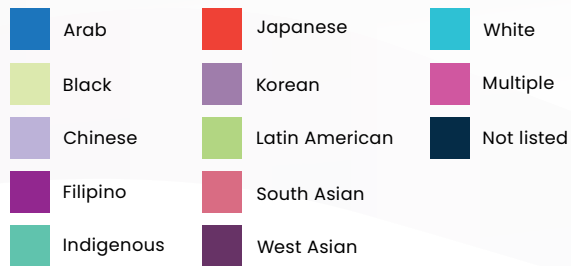 Arab
Black
Chinese
Filipino
Indigenous
Japanese
Korean
Latin American
South Asian
West Asian
White
Multiple
Not listed